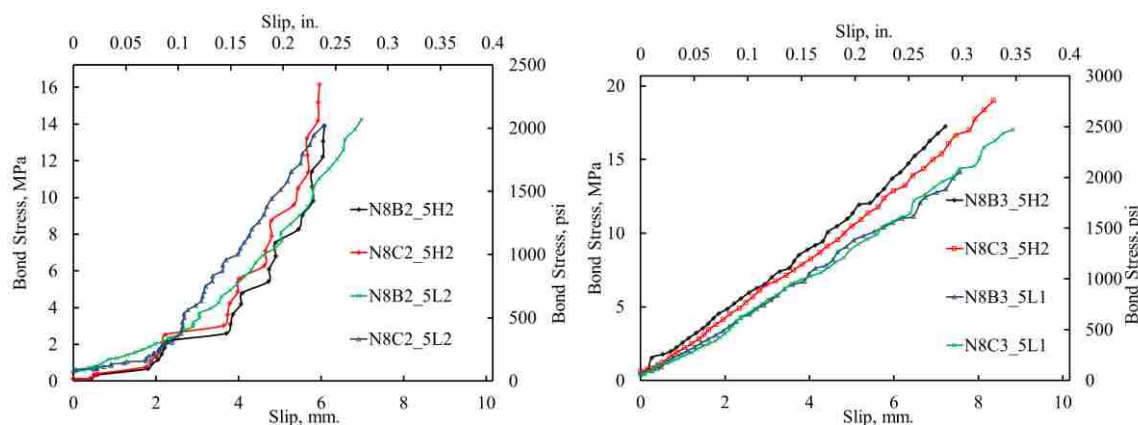 Slip, in.
0 0.05 0.1 0.15 0.2 0.25 0.3 0.35 0.4
Bond Stress, MPa
16
14
12
10
8
6
4
2
0
2500
2000
1500
1000
500
0
Bond Stress, psi
N8B2_5H2
N8C2_5H2
N8B2_5L2
N8C2_5L2
0 2 4 6 8 10
Slip, mm.
Slip, in.
0 0.05 0.1 0.15 0.2 0.25 0.3 0.35 0.4
Bond Stress, MPa
20
15
10
5
0
3000
2500
2000
1500
1000
500
0
Bond Stress, psi
N8B3_5H2
N8C3_5H2
N8B3_5L1
N8C3_5L1
0 2 4 6 8 10
Slip, mm.